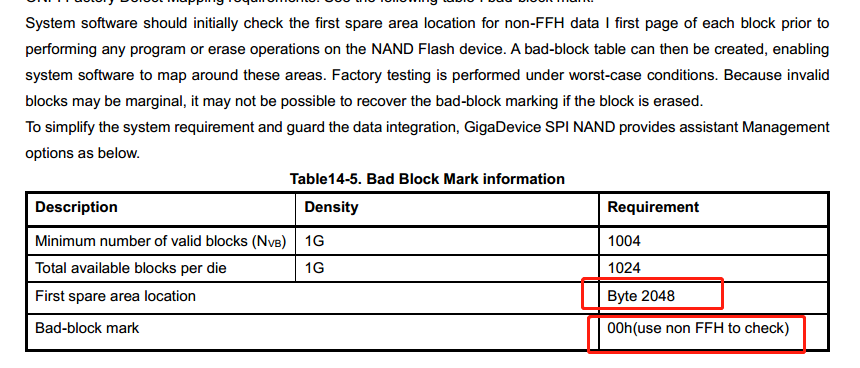 System software should initially check the first spare area location for non-FFH data I first page of each block prior to
performing any program or erase operations on the NAND Flash device. A bad-block table can then be created, enabling
system software to map around these areas. Factory testing is performed under worst-case conditions. Because invalid
blocks may be marginal, it may not be possible to recover the bad-block marking if the block is erased.
To simplify the system requirement and guard the data integration, GigaDevice SPI NAND provides assistant Management
options as below.
Table14-5. Bad Block Mark information
Description Density Requirement
Minimum number of valid blocks (NVB) 1G 1004
Total available blocks per die 1G 1024
First spare area location Byte 2048
Bad-block mark 00h(use non FFH to check)